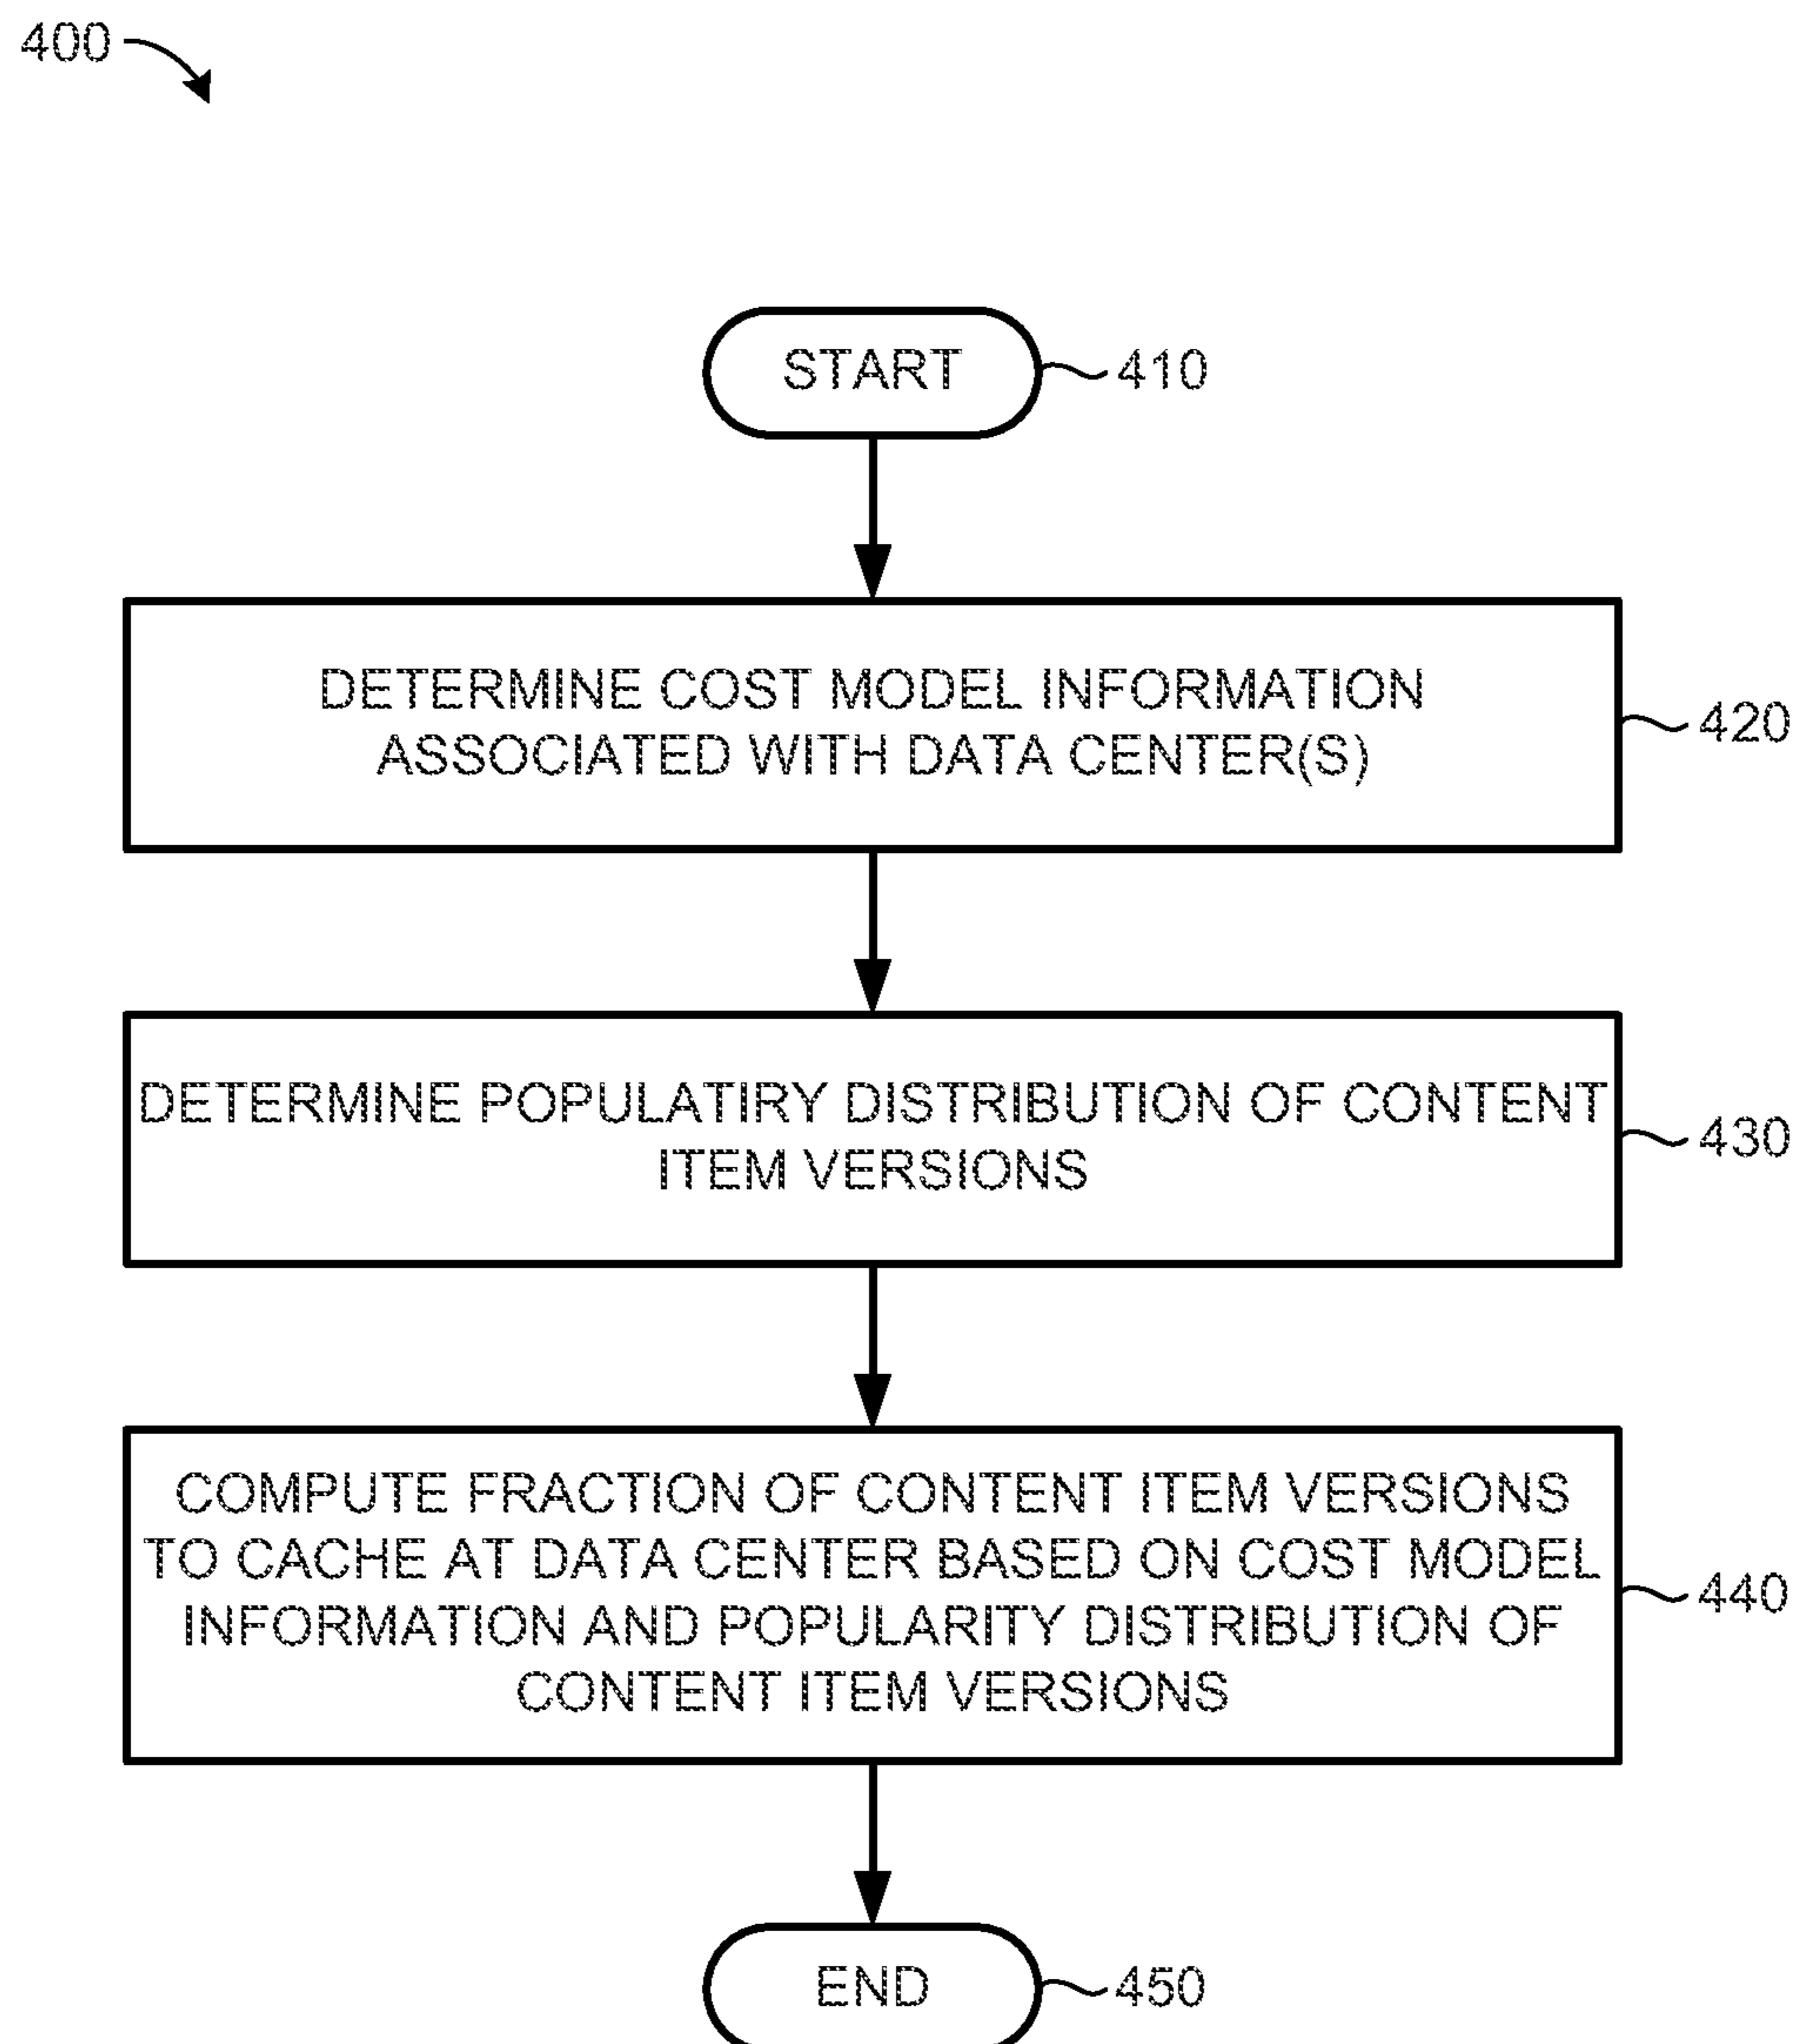 400
START
410
DETERMINE COST MODEL INFORMATION
ASSOCIATED WITH DATA CENTER(S)
420
DETERMINE POPULATIRY DISTRIBUTION OF CONTENT
ITEM VERSIONS
430
COMPUTE FRACTION OF CONTENT ITEM VERSIONS
TO CACHE AT DATA CENTER BASED ON COST MODEL
INFORMATION AND POPULARITY DISTRIBUTION OF
CONTENT ITEM VERSIONS
440
END
450